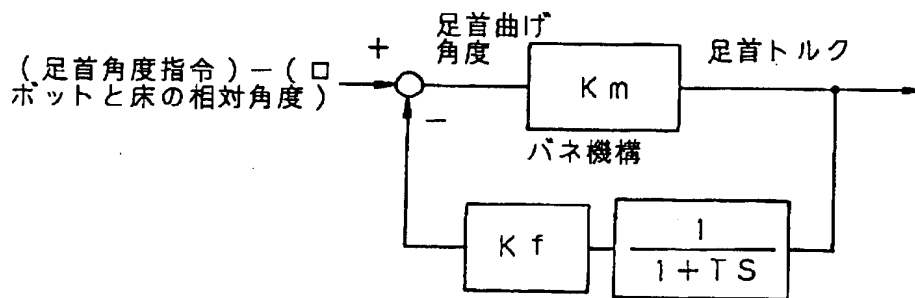 足首曲げ
角度
+
(足首角度指令)−(ロ
ボットと床の相対角度)
−
Km
バネ機構
足首トルク
Kf
1
1+TS